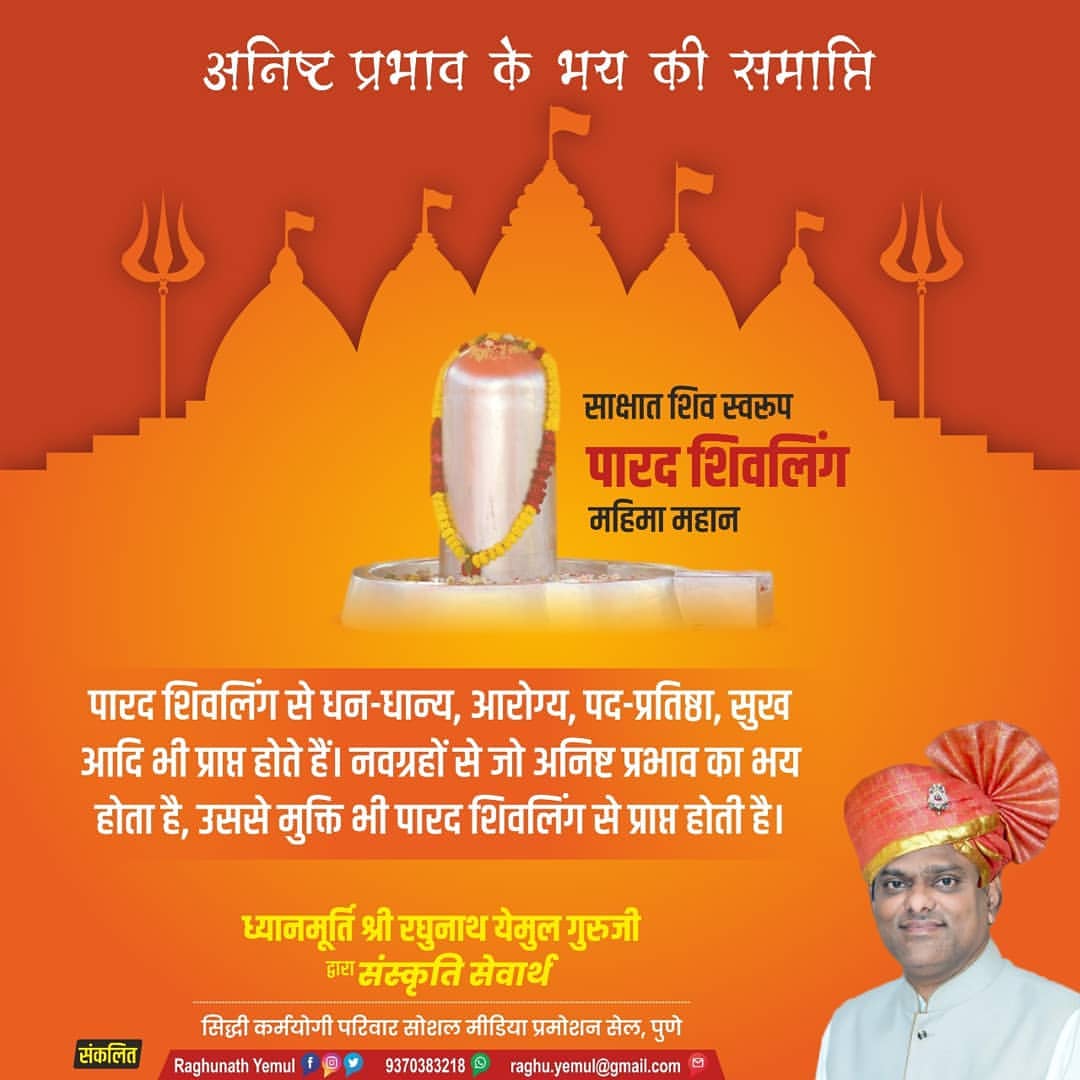 अनिष्ट प्रभाव के भय की समाप्ति
साक्षात शिव स्वरूप
पारद शिवलिंग
महिमा महान
पारद शिवलिंग से धन-धान्य, आरोग्य, पद-प्रतिष्ठा, सुख
आदि भी प्राप्त होते हैं। नवग्रहों से जो अनिष्ट प्रभाव का भय
होता है, उससे मुक्ति भी पारद शिवलिंग से प्राप्त होती है।
ध्यानमूर्ति श्री रघुनाथ येमुल गुरुजी
द्वारा संस्कृति सेवार्थ
सिद्धी कर्मयोगी परिवार सोशल मीडिया प्रमोशन सेल, पुणे
संकलित
Raghunath Yemul 9370383218 raghu.yemul@gmail.com